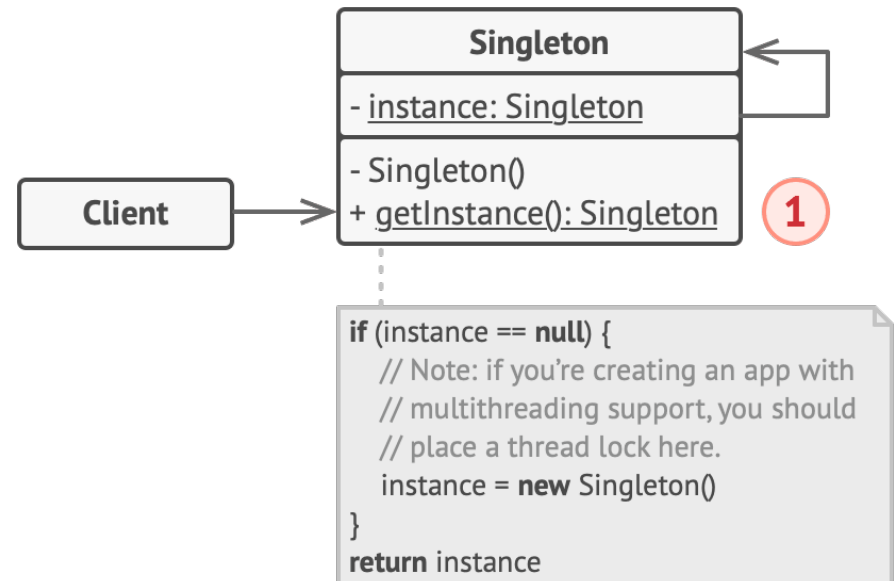 Singleton
- instance: Singleton
- Singleton()
Client
+ getInstance(): Singleton
1
if (instance == null) {
// Note: if you’re creating an app with
// multithreading support, you should
// place a thread lock here.
instance = new Singleton()
}
return instance